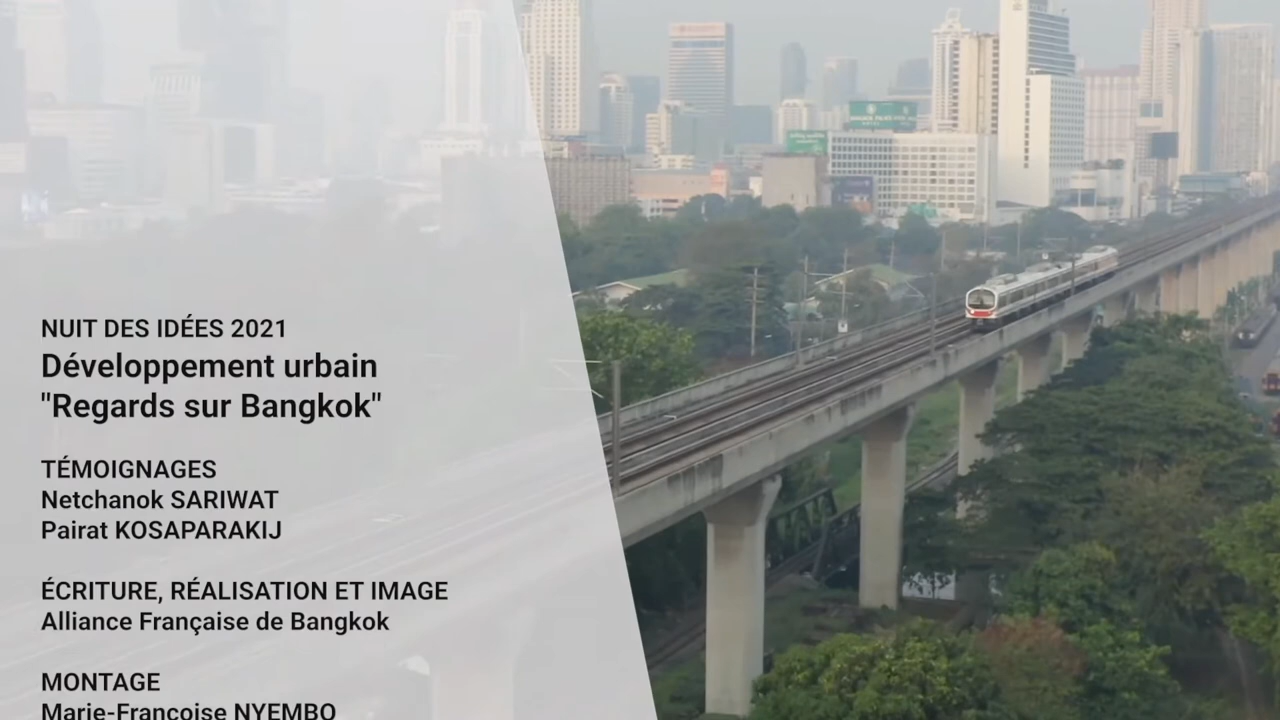 NUIT DES IDÉES 2021
Développement urbain
"Regards sur Bangkok"
TÉMOIGNAGES
Netchanok SARIWAT
Pairat KOSAPARAKIJ
ÉCRITURE, RÉALISATION ET IMAGE
Alliance Française de Bangkok
MONTAGE
Marie-Françoise NYEMBO